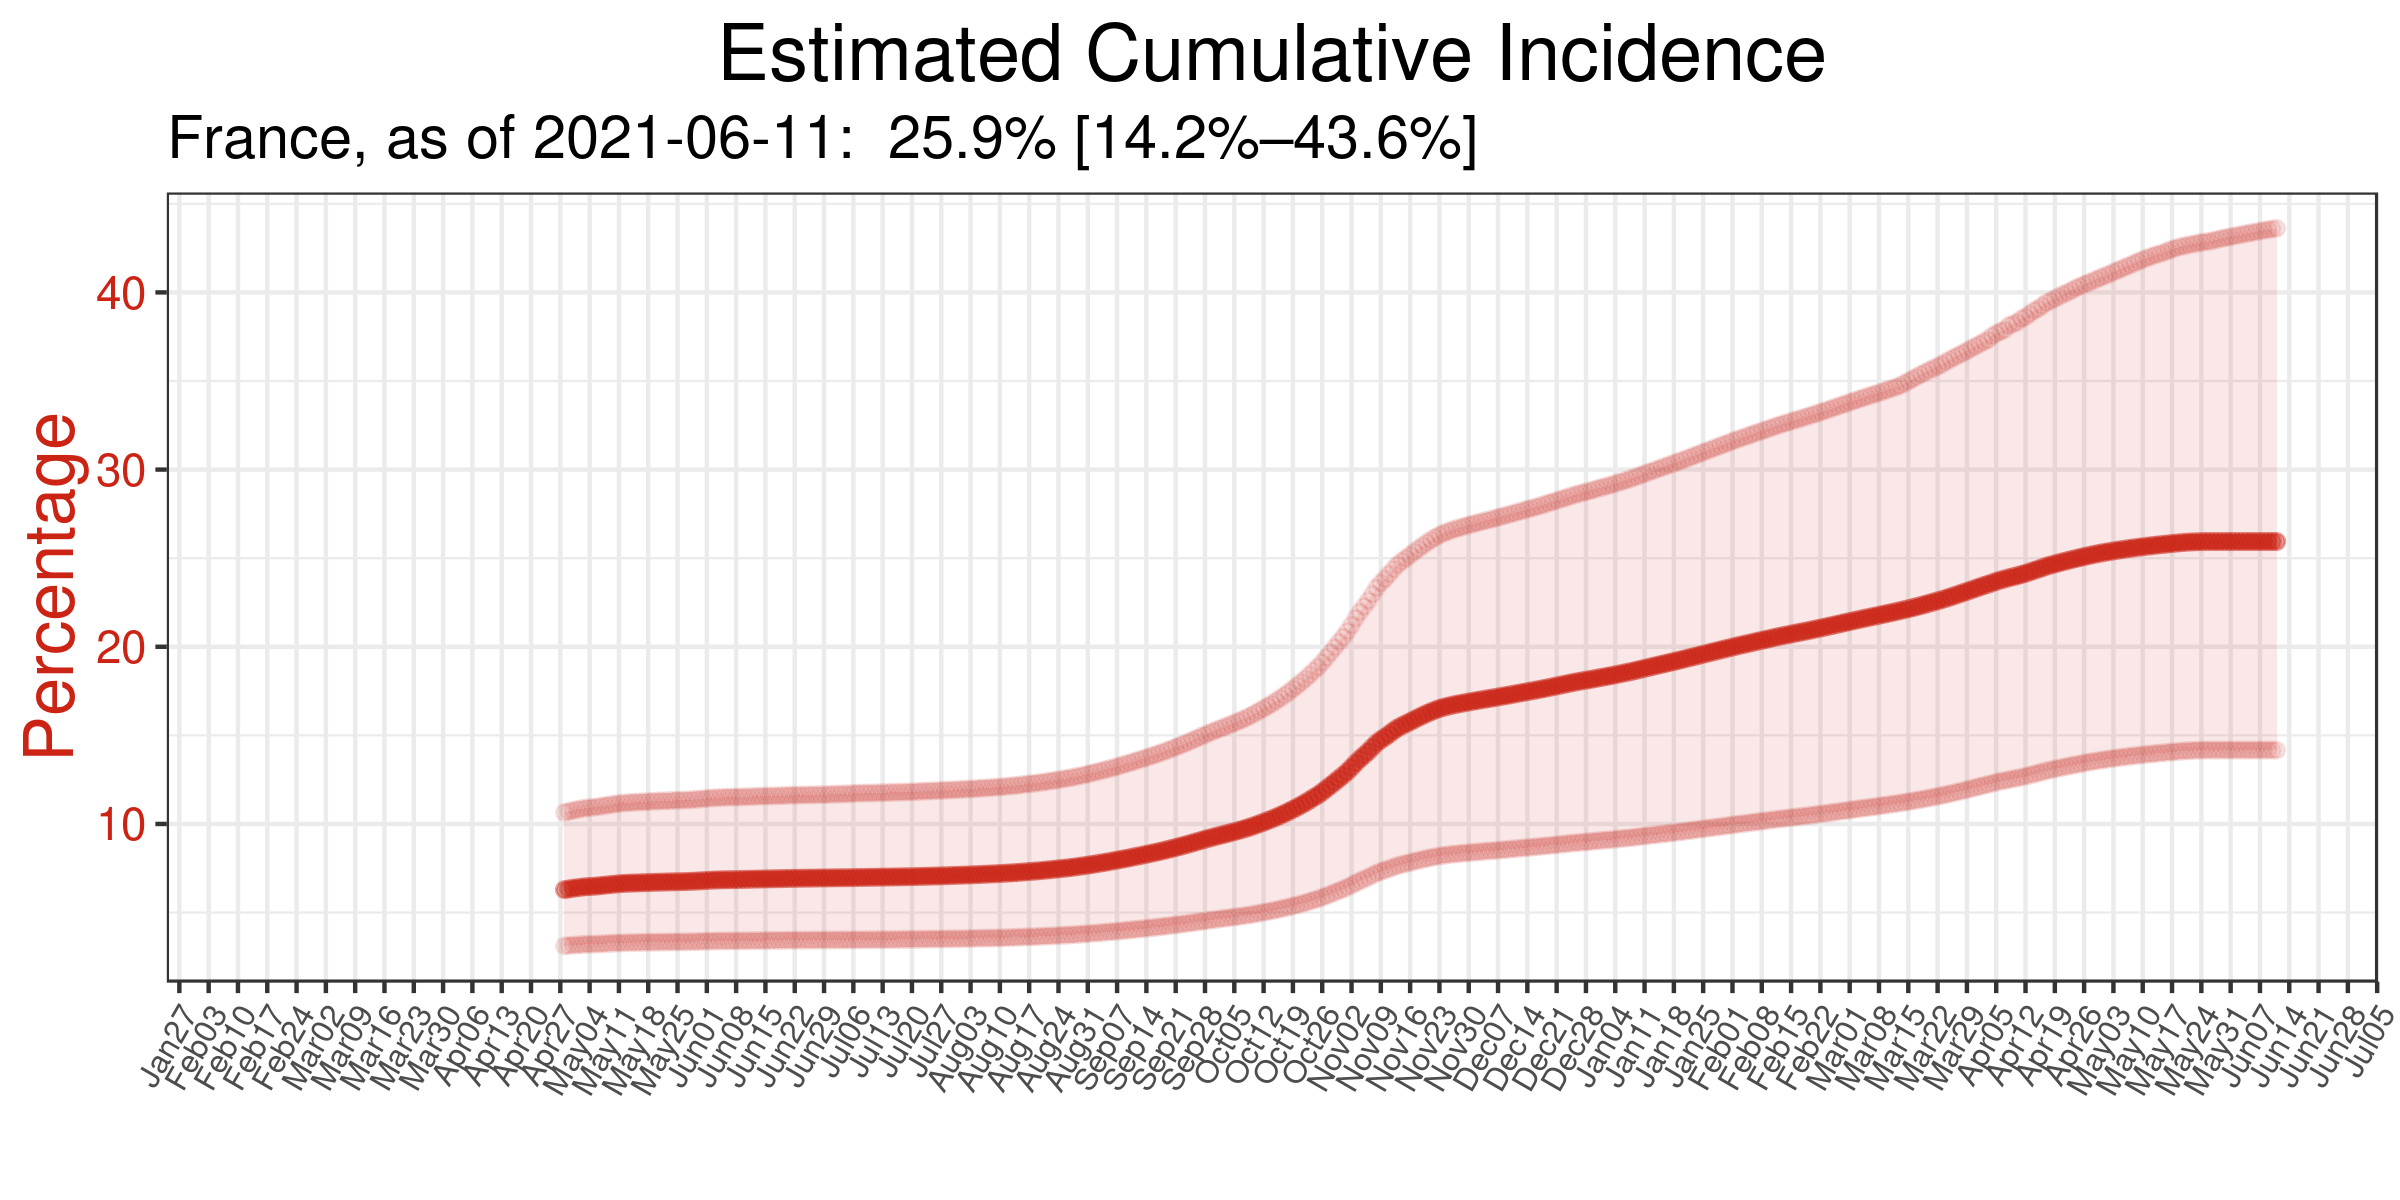 Estimated Cumulative Incidence
France, as of 2021-06-11:  25.9% [14.2%–43.6%]
Percentage
40
30
20
10
Jan27
Feb03
Feb10
Feb17
Feb24
Mar02
Mar09
Mar16
Mar23
Mar30
Apr06
Apr13
Apr20
Apr27
May04
May11
May18
May25
Jun01
Jun08
Jun15
Jun22
Jun29
Jul06
Jul13
Jul20
Jul27
Aug03
Aug10
Aug17
Aug24
Aug31
Sep07
Sep14
Sep21
Sep28
Oct05
Oct12
Oct19
Oct26
Nov02
Nov09
Nov16
Nov23
Nov30
Dec07
Dec14
Dec21
Dec28
Jan04
Jan11
Jan18
Jan25
Feb01
Feb08
Feb15
Feb22
Mar01
Mar08
Mar15
Mar22
Mar29
Apr05
Apr12
Apr19
Apr26
May03
May10
May17
May24
May31
Jun07
Jun14
Jun21
Jun28
Jul05